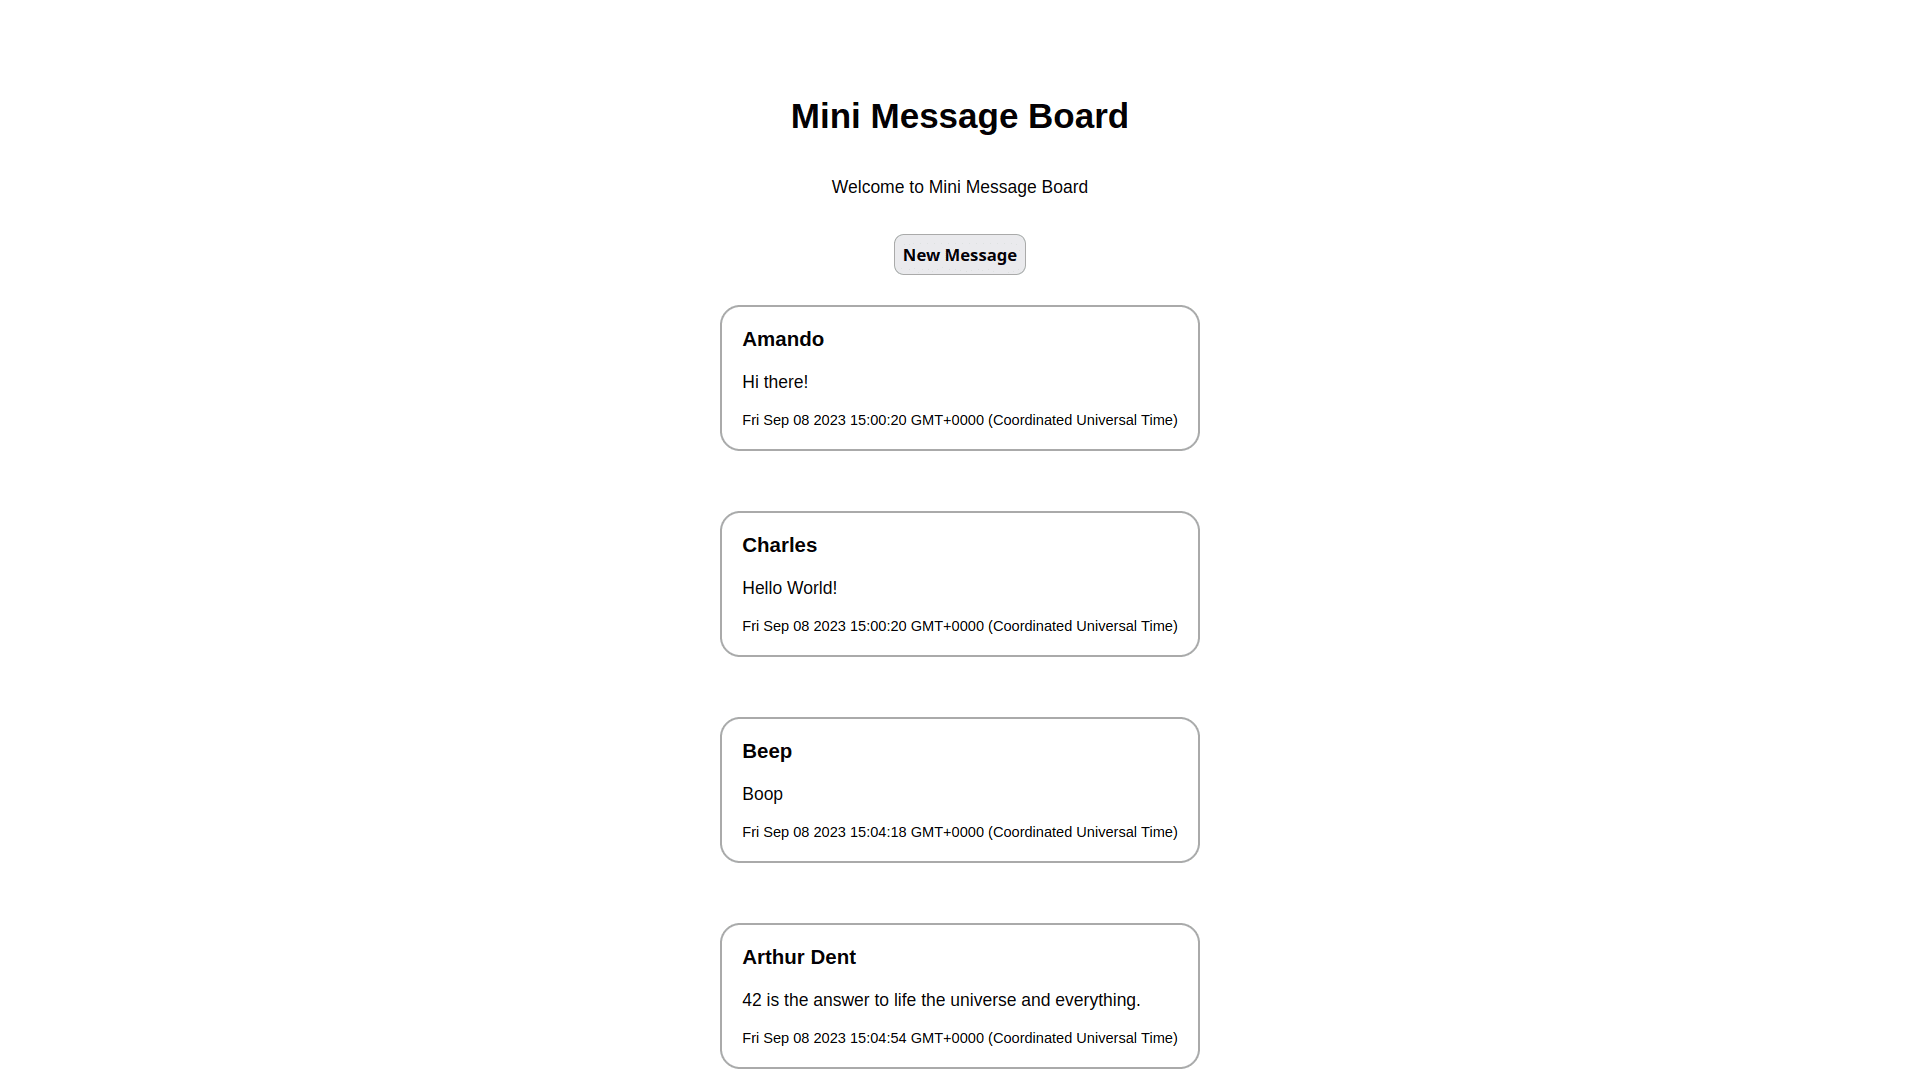 Mini Message Board
Welcome to Mini Message Board
New Message
Amando
Hi there!
Fri Sep 08 2023 15:00:20 GMT+0000 (Coordinated Universal Time)
Charles
Hello World!
Fri Sep 08 2023 15:00:20 GMT+0000 (Coordinated Universal Time)
Beep
Boop
Fri Sep 08 2023 15:04:18 GMT+0000 (Coordinated Universal Time)
Arthur Dent
42 is the answer to life the universe and everything.
Fri Sep 08 2023 15:04:54 GMT+0000 (Coordinated Universal Time)